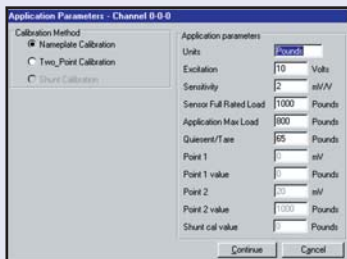 Application Parameters - Channel 0-0-0
Calibration Method
Nameplate Calibration
Two_Point Calibration
Shunt Calibration
Application parameters
Units Pounds
Excitation 10 Volts
Sensitivity 2 mV/V
Sensor Full Rated Load 1000 Pounds
Application Max Load 800 Pounds
Quiesent/Tare 65 Pounds
Point 1 0 mV
Point 1 value 0 Pounds
Point 2 20 mV
Point 2 value 1000 Pounds
Shunt cal value 0 Pounds
Continue Cancel